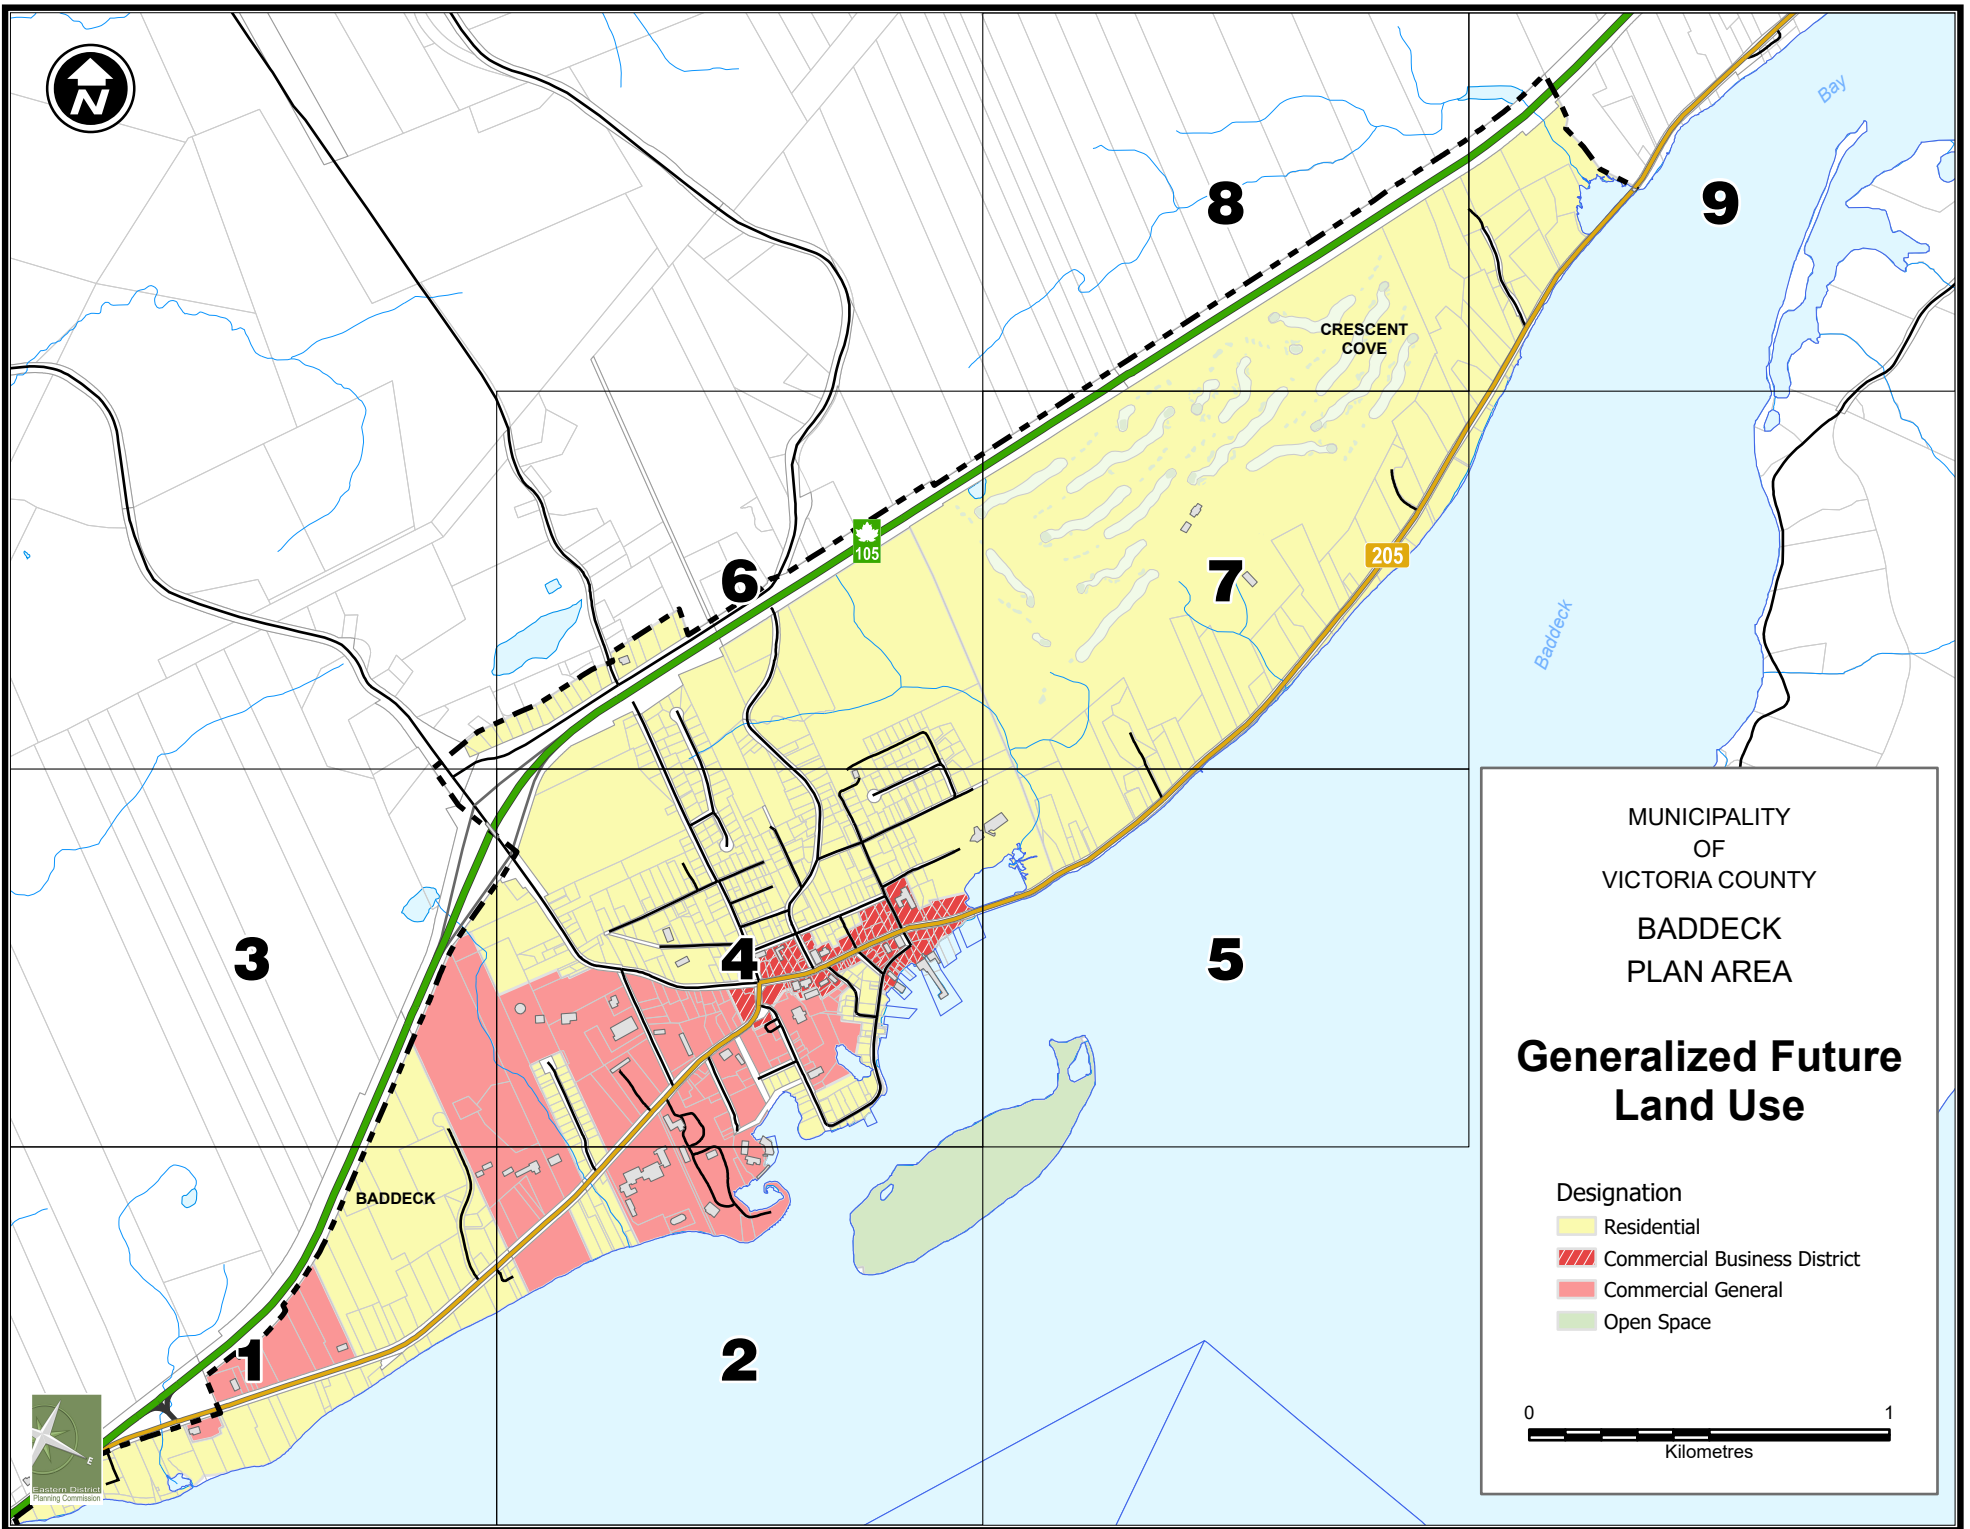 N
8
9
Bay
CRESCENT
COVE
105
6
7
205
Baddeck
3
4
5
BADDECK
1
2
E
Eastern District
Planning Commission
MUNICIPALITY
OF
VICTORIA COUNTY
BADDECK
PLAN AREA
Generalized Future
Land Use
Designation
Residential
Commercial Business District
Commercial General
Open Space
0 1
Kilometres